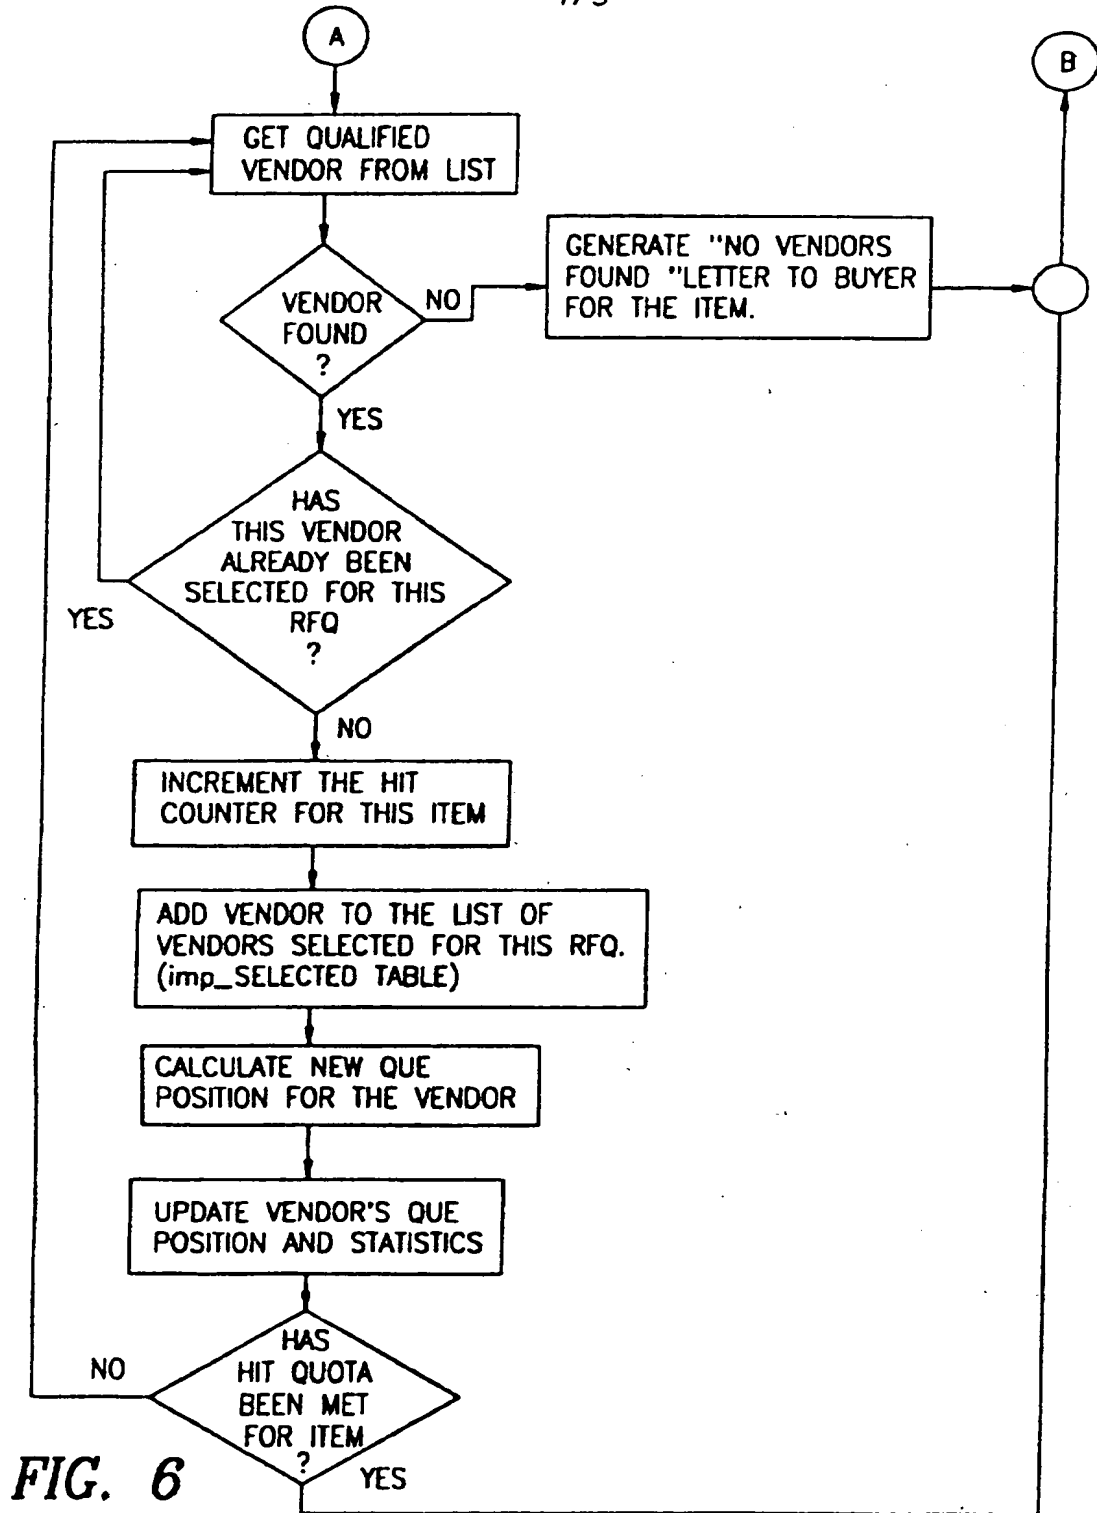 A
B
GET QUALIFIED
VENDOR FROM LIST
VENDOR
FOUND
?
NO
GENERATE "NO VENDORS
FOUND "LETTER TO BUYER
FOR THE ITEM.
YES
HAS
THIS VENDOR
ALREADY BEEN
SELECTED FOR THIS
RFQ
?
YES
NO
INCREMENT THE HIT
COUNTER FOR THIS ITEM
ADD VENDOR TO THE LIST OF
VENDORS SELECTED FOR THIS RFQ.
(imp_SELECTED TABLE)
CALCULATE NEW QUE
POSITION FOR THE VENDOR
UPDATE VENDOR'S QUE
POSITION AND STATISTICS
HAS
HIT QUOTA
BEEN MET
FOR ITEM
?
NO
YES
FIG. 6